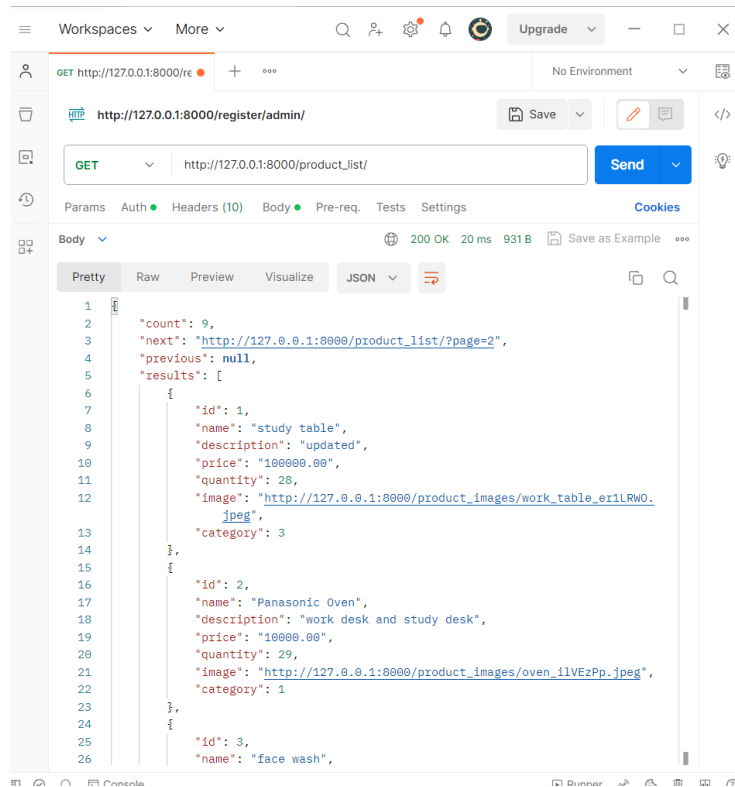 Workspaces More Upgrade
GET http://127.0.0.1:8000/re No Environment
HTTP http://127.0.0.1:8000/register/admin/ Save
GET http://127.0.0.1:8000/product_list/ Send
Params Auth Headers (10) Body Pre-req. Tests Settings Cookies
Body 200 OK 20 ms 931 B Save as Example
Pretty Raw Preview Visualize JSON
1 {
2 "count": 9,
3 "next": "http://127.0.0.1:8000/product_list/?page=2",
4 "previous": null,
5 "results": [
6 {
7 "id": 1,
8 "name": "study table",
9 "description": "updated",
10 "price": "100000.00",
11 "quantity": 28,
12 "image": "http://127.0.0.1:8000/product_images/work_table_er1LRWO.
jpeg",
13 "category": 3
14 },
15 {
16 "id": 2,
17 "name": "Panasonic Oven",
18 "description": "work desk and study desk",
19 "price": "10000.00",
20 "quantity": 29,
21 "image": "http://127.0.0.1:8000/product_images/oven_ilVEzPp.jpeg",
22 "category": 1
23 },
24 {
25 "id": 3,
26 "name": "face wash",
Console Runner